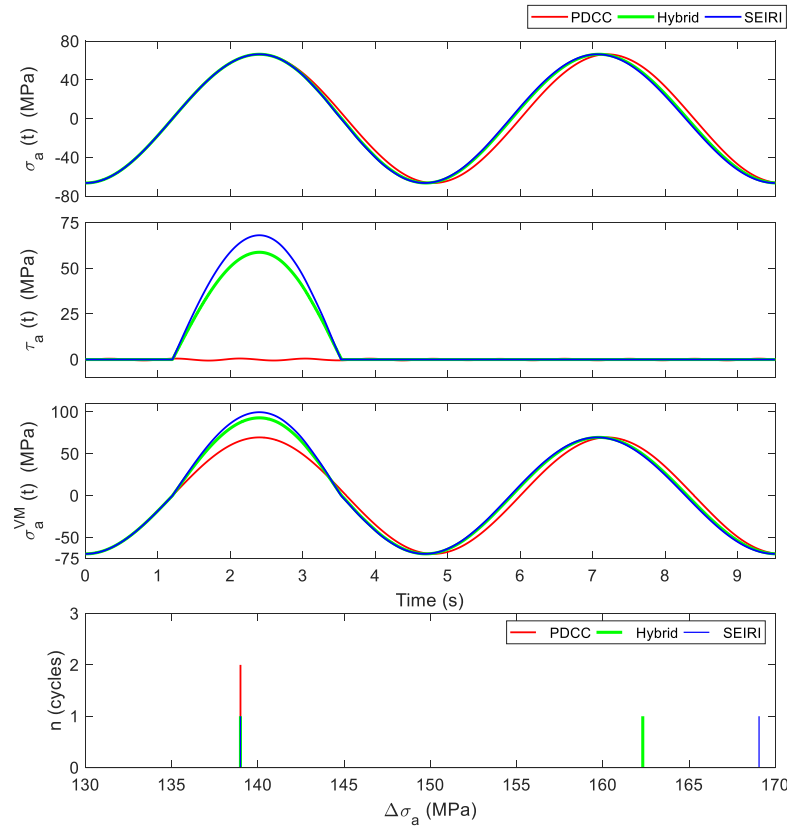 PDCC Hybrid SEIRI
80
40
0
-40
-80
σa (t) (MPa)
75
50
25
0
τa (t) (MPa)
100
50
0
-50
-75
σaVM (t) (MPa)
0 1 2 3 4 5 6 7 8 9
Time (s)
PDCC Hybrid SEIRI
3
2
1
0
n (cycles)
130 135 140 145 150 155 160 165 170
Δσa (MPa)